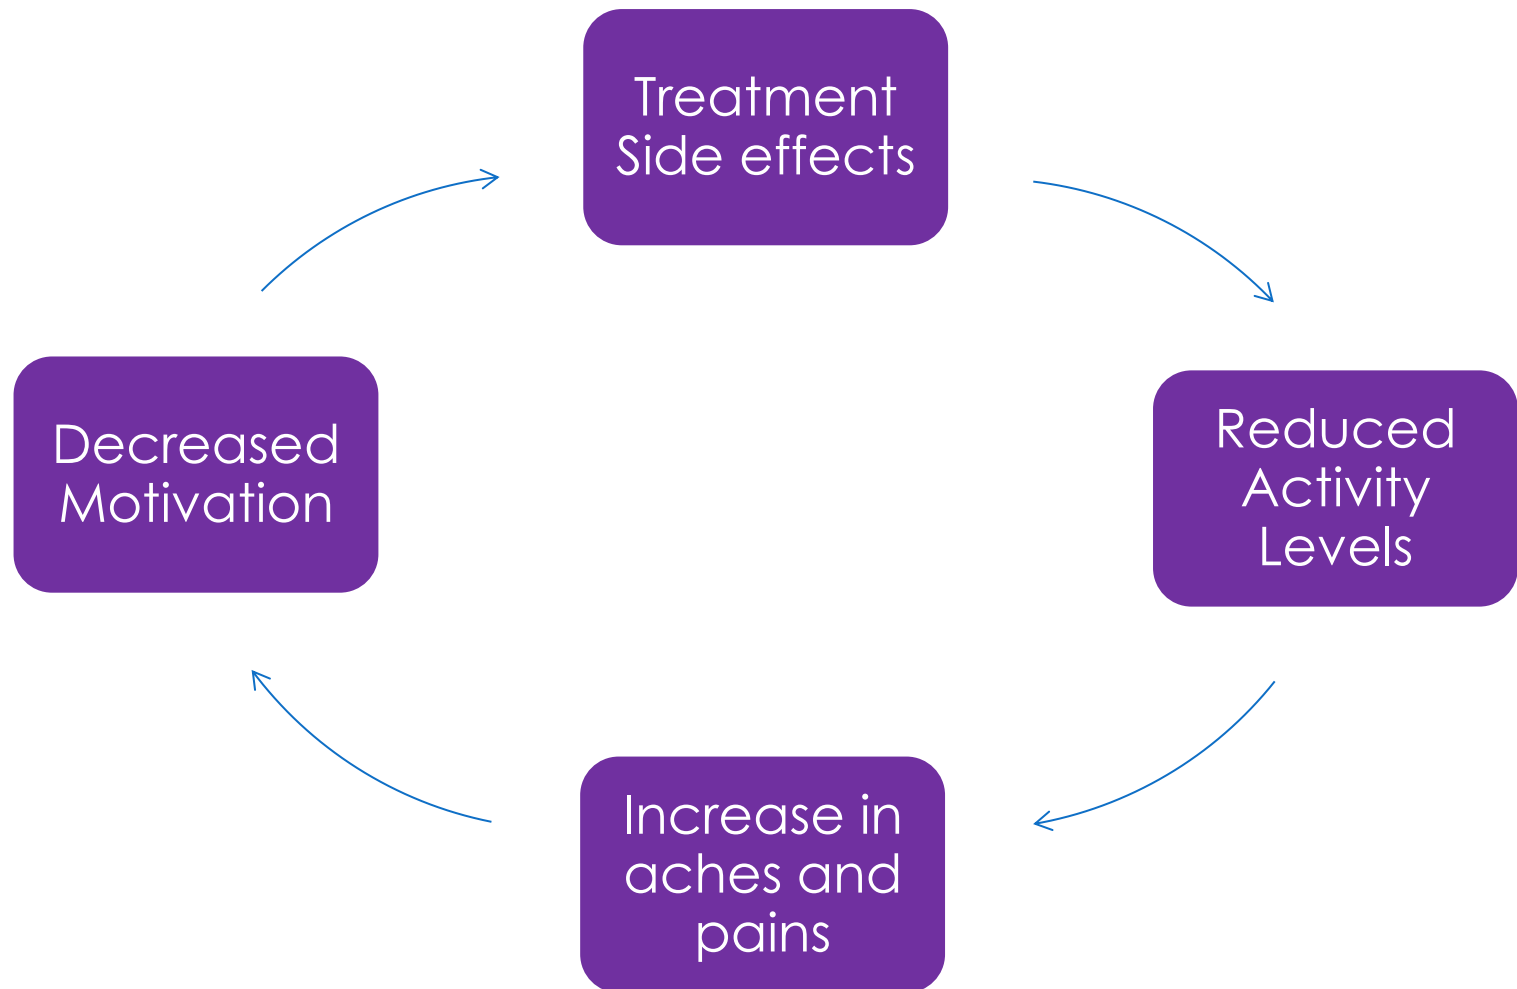 Treatment
Side effects
Reduced
Activity
Levels
Increase in
aches and
pains
Decreased
Motivation